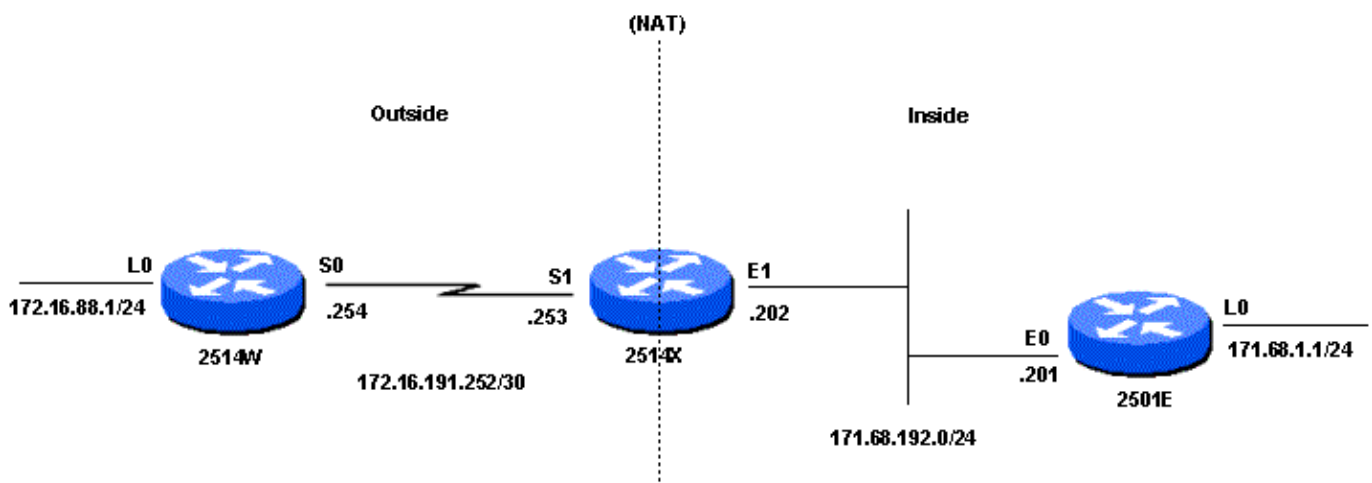 (NAT)
Outside
Inside
L0
172.16.88.1/24
S0
.254
2514W
172.16.191.252/30
S1
.253
2514X
E1
.202
171.68.192.0/24
E0
.201
2501E
L0
171.68.1.1/24